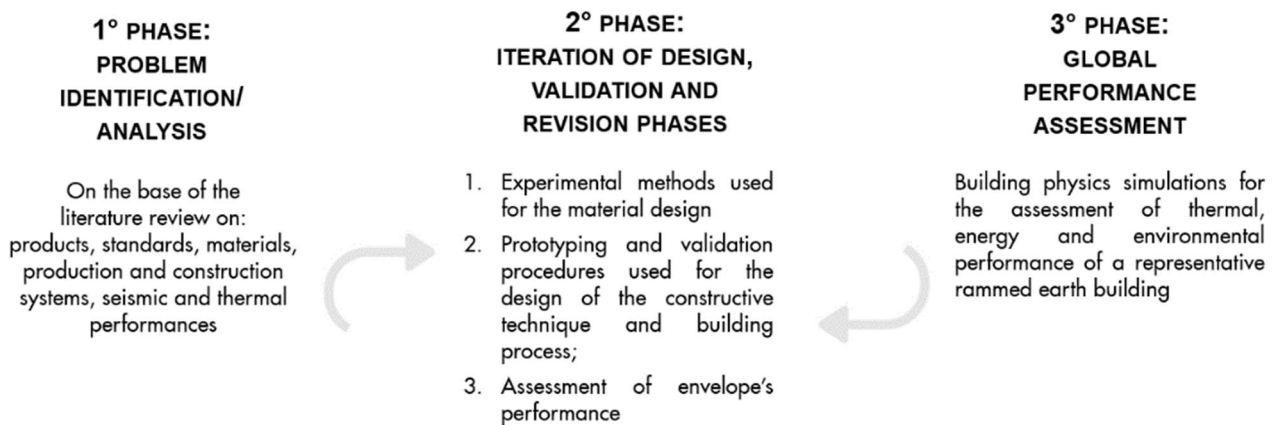 1° PHASE:
PROBLEM
IDENTIFICATION/
ANALYSIS
On the base of the
literature review on:
products, standards, materials,
production and construction
systems, seismic and thermal
performances
2° PHASE:
ITERATION OF DESIGN,
VALIDATION AND
REVISION PHASES
1. Experimental methods used
for the material design
2. Prototyping and validation
procedures used for the
design of the constructive
technique and building
process;
3. Assessment of envelope's
performance
3° PHASE:
GLOBAL
PERFORMANCE
ASSESSMENT
Building physics simulations for
the assessment of thermal,
energy and environmental
performance of a representative
rammed earth building